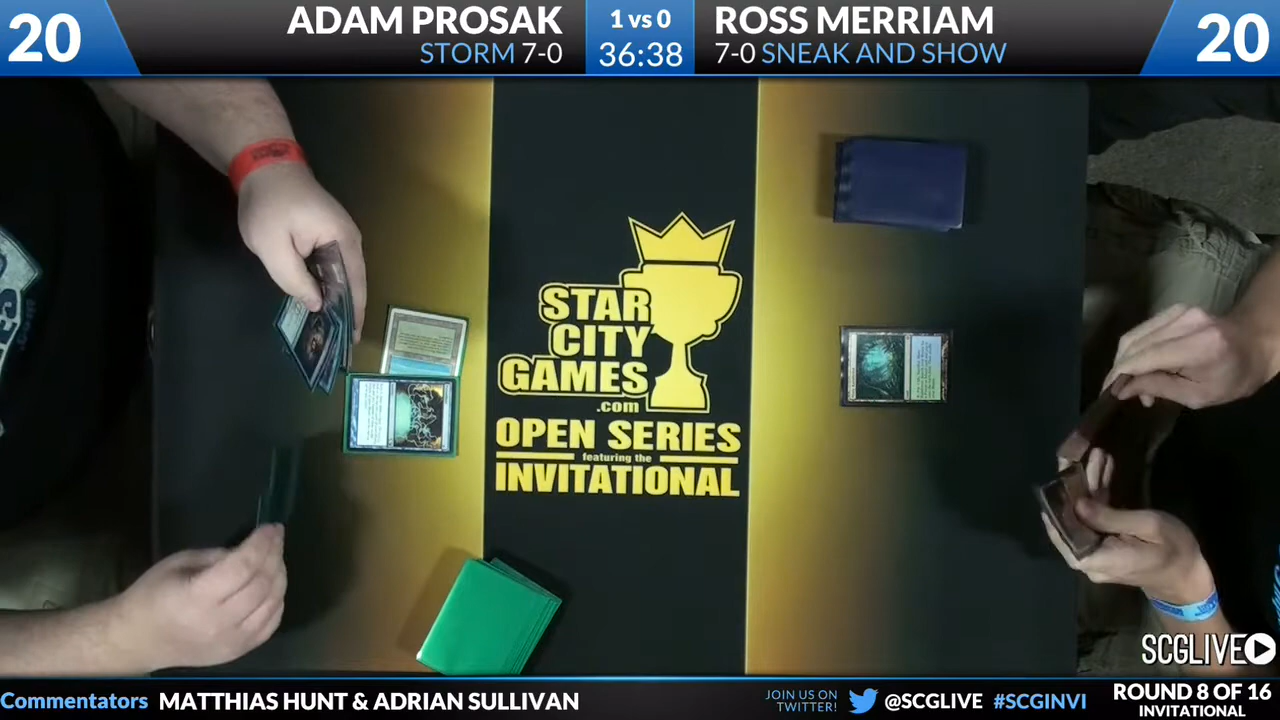 20
ADAM PROSAK
STORM 7-0
1 vs 0
36:38
ROSS MERRIAM
7-0 SNEAK AND SHOW
20
STAR
CITY
GAMES
.com
OPEN SERIES
featuring the
INVITATIONAL
SCGLIVE
Commentators MATTHIAS HUNT & ADRIAN SULLIVAN
JOIN US ON
TWITTER!
@SCGLIVE #SCGINVI
ROUND 8 OF 16
INVITATIONAL